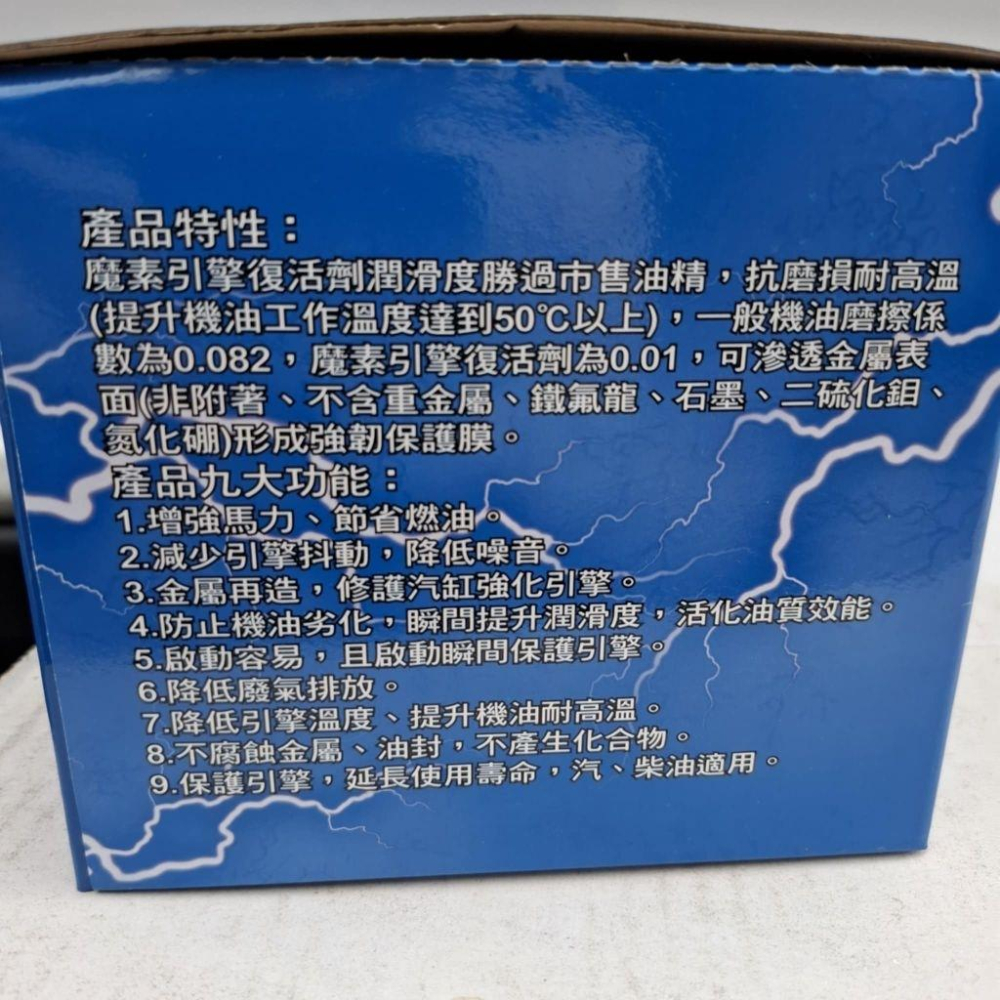 產品特性：
魔素引擎復活劑潤滑度勝過市售油精，抗磨損耐高溫
(提升機油工作溫度達到50℃以上)，一般機油磨擦係
數為0.082，魔素引擎復活劑為0.01，可滲透金屬表
面(非附著、不含重金屬、鐵氟龍、石墨、二硫化鉬、
氮化硼)形成強韌保護膜。
產品九大功能：
1.增強馬力、節省燃油。
2.減少引擎抖動，降低噪音。
3.金屬再造，修護汽缸強化引擎。
4.防止機油劣化，瞬間提升潤滑度，活化油質效能。
5.啟動容易，且啟動瞬間保護引擎。
6.降低廢氣排放。
7.降低引擎溫度、提升機油耐高溫。
8.不腐蝕金屬、油封，不產生化合物。
9.保護引擎，延長使用壽命，汽、柴油適用。